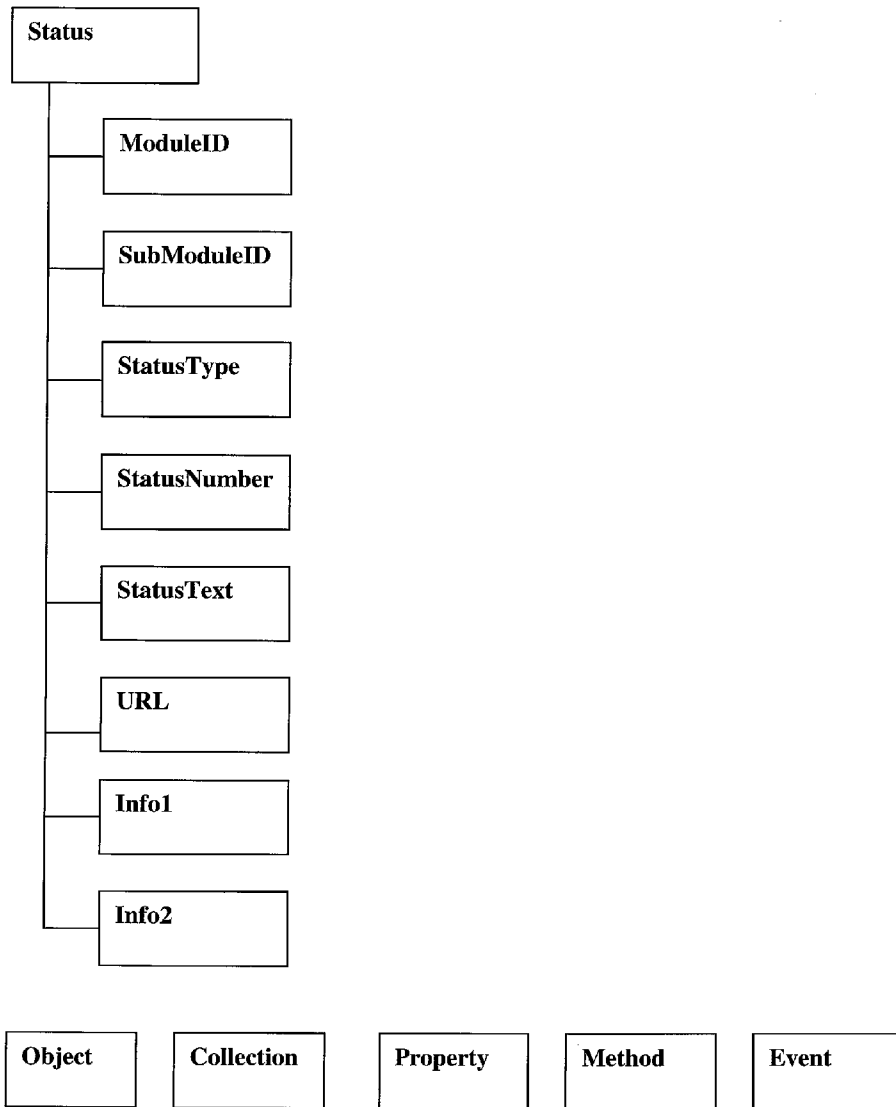 Status
ModuleID
SubModuleID
StatusType
StatusNumber
StatusText
URL
Info1
Info2
Object Collection Property Method Event